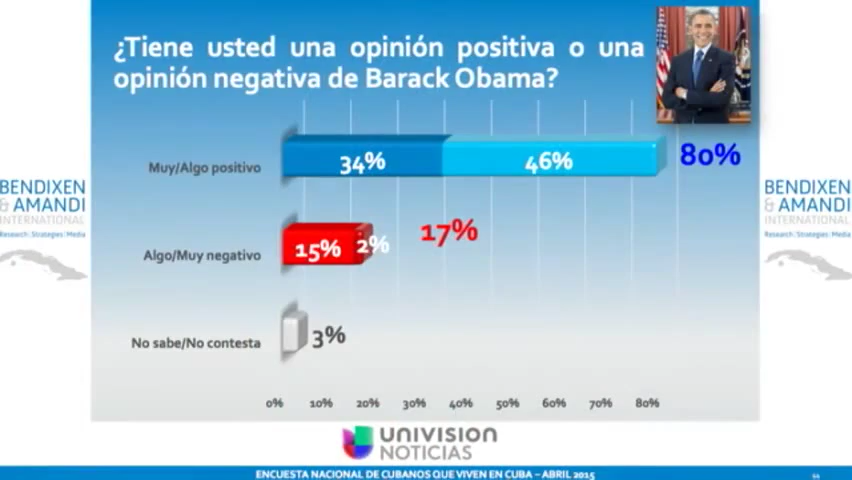 ¿Tiene usted una opinión positiva o una
opinión negativa de Barack Obama?
Muy/Algo positivo
34%
46%
80%
BENDIXEN
& AMANDI
INTERNATIONAL
Research | Strategies | Media
BENDIXEN
& AMANDI
INTERNATIONAL
Research | Strategies | Media
Algo/Muy negativo
15%
2%
17%
No sabe/No contesta
3%
0% 10% 20% 30% 40% 50% 60% 70% 80%
UNIVISION
NOTICIAS
ENCUESTA NACIONAL DE CUBANOS QUE VIVEN EN CUBA – ABRIL 2015